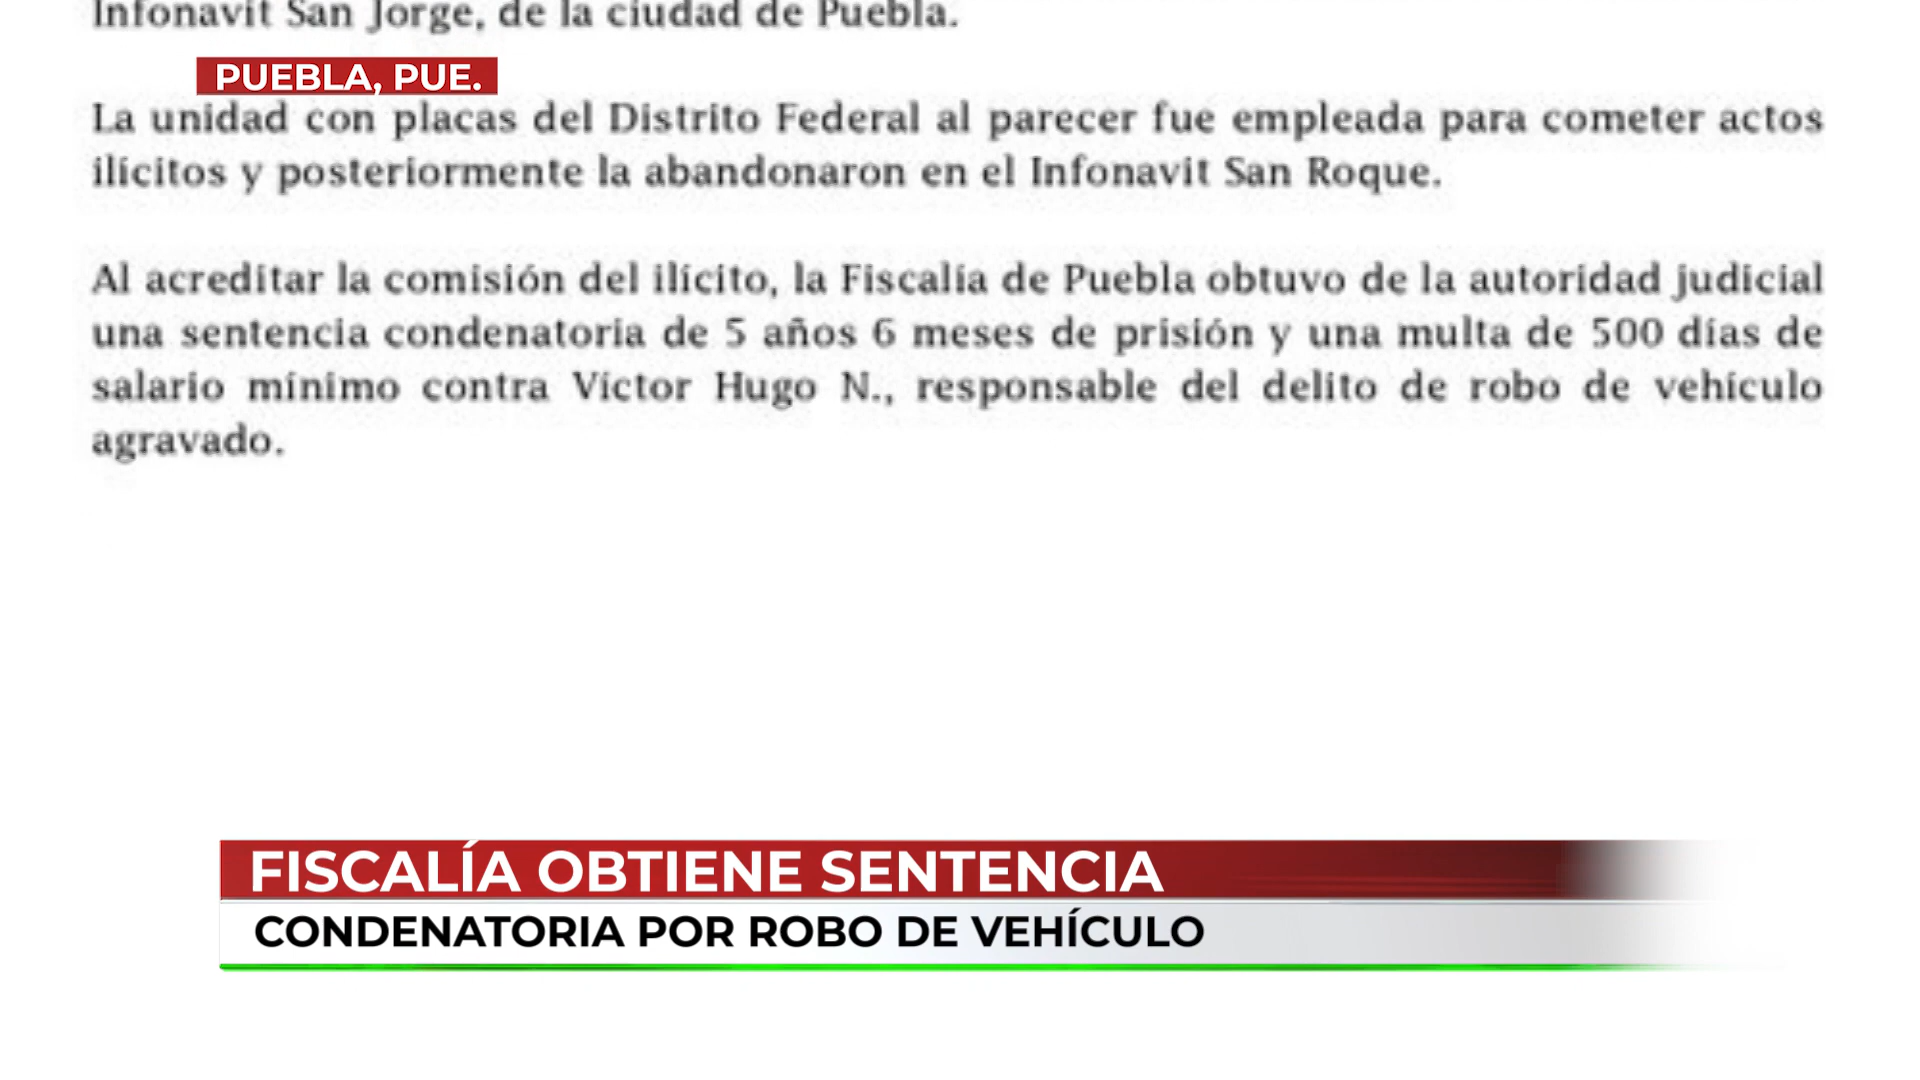 Infonavit San Jorge, de la ciudad de Puebla.
PUEBLA, PUE.
La unidad con placas del Distrito Federal al parecer fue empleada para cometer actos
ilícitos y posteriormente la abandonaron en el Infonavit San Roque.
Al acreditar la comisión del ilícito, la Fiscalía de Puebla obtuvo de la autoridad judicial
una sentencia condenatoria de 5 años 6 meses de prisión y una multa de 500 días de
salario mínimo contra Víctor Hugo N., responsable del delito de robo de vehículo
agravado.
FISCALÍA OBTIENE SENTENCIA
CONDENATORIA POR ROBO DE VEHÍCULO